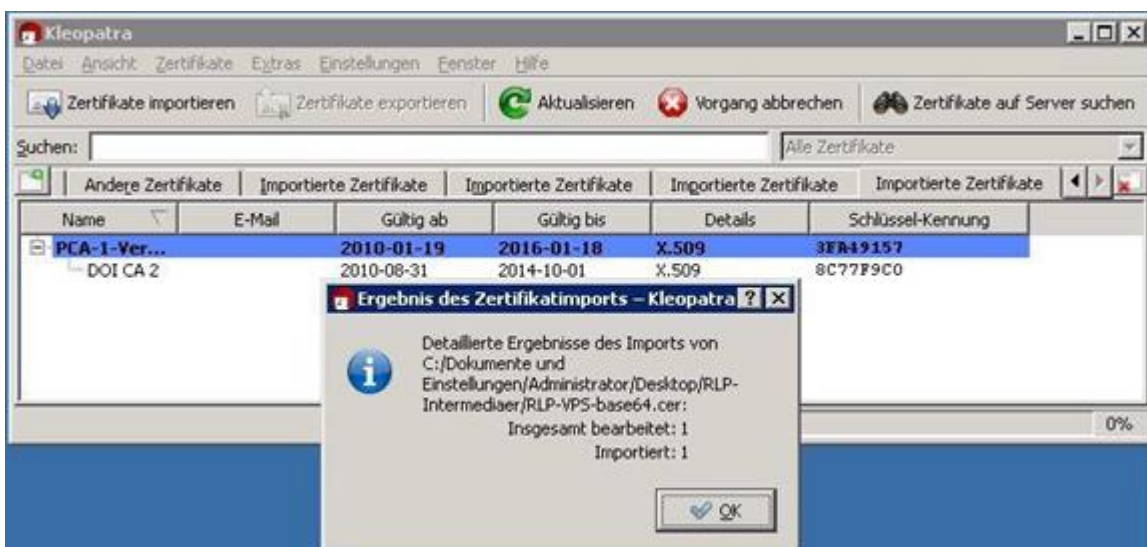 Kleopatra
Datei Ansicht Zertifikate Extras Einstellungen Fenster Hilfe
Zertifikate importieren Zertifikate exportieren Aktualisieren Vorgang abbrechen Zertifikate auf Server suchen
Suchen: Alle Zertifikate
Andere Zertifikate Importierte Zertifikate Importierte Zertifikate Importierte Zertifikate Importierte Zertifikate
Name E-Mail Gültig ab Gültig bis Details Schlüssel-Kennung
PCA-1-Ver... 2010-01-19 2016-01-18 X.509 3FA49157
DOI CA 2 2010-08-31 2014-10-01 X.509 8C77F9C0
Ergebnis des Zertifikatimports – Kleopatra
Detaillierte Ergebnisse des Imports von
C:/Dokumente und
Einstellungen/Administrator/Desktop/RLP-
Intermediaer/RLP-VPS-base64.cer:
Insgesamt bearbeitet: 1
Importiert: 1
0%
OK